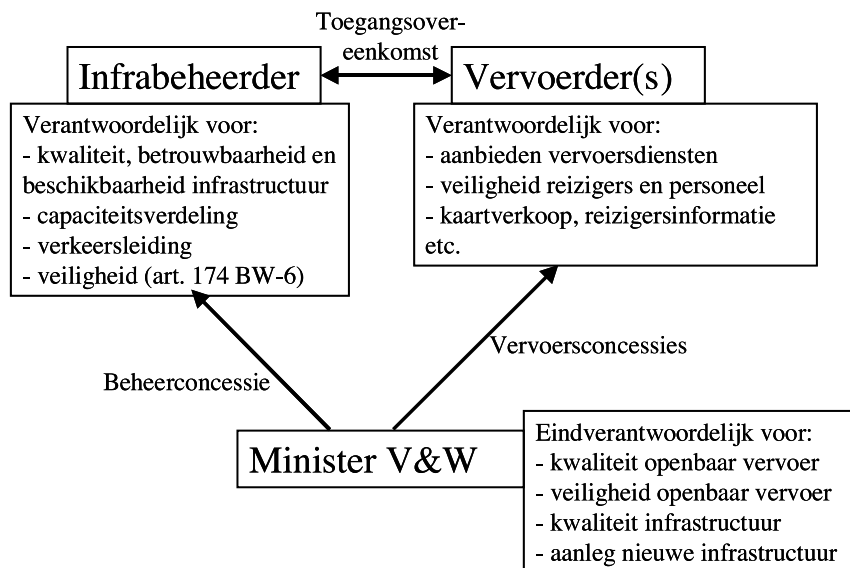 Toegangsover-
eenkomst
Infrabeheerder
Vervoerder(s)
Verantwoordelijk voor:
- kwaliteit, betrouwbaarheid en
beschikbaarheid infrastructuur
- capaciteitsverdeling
- verkeersleiding
- veiligheid (art. 174 BW-6)
Verantwoordelijk voor:
- aanbieden vervoersdiensten
- veiligheid reizigers en personeel
- kaartverkoop, reizigersinformatie
etc.
Beheerconcessie
Vervoersconcessies
Minister V&W
Eindverantwoordelijk voor:
- kwaliteit openbaar vervoer
- veiligheid openbaar vervoer
- kwaliteit infrastructuur
- aanleg nieuwe infrastructuur